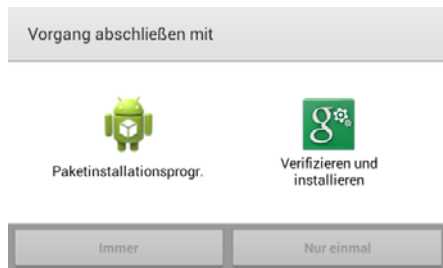 Vorgang abschließen mit
Paketinstallationsprogr.
Verifizieren und
installieren
Immer
Nur einmal